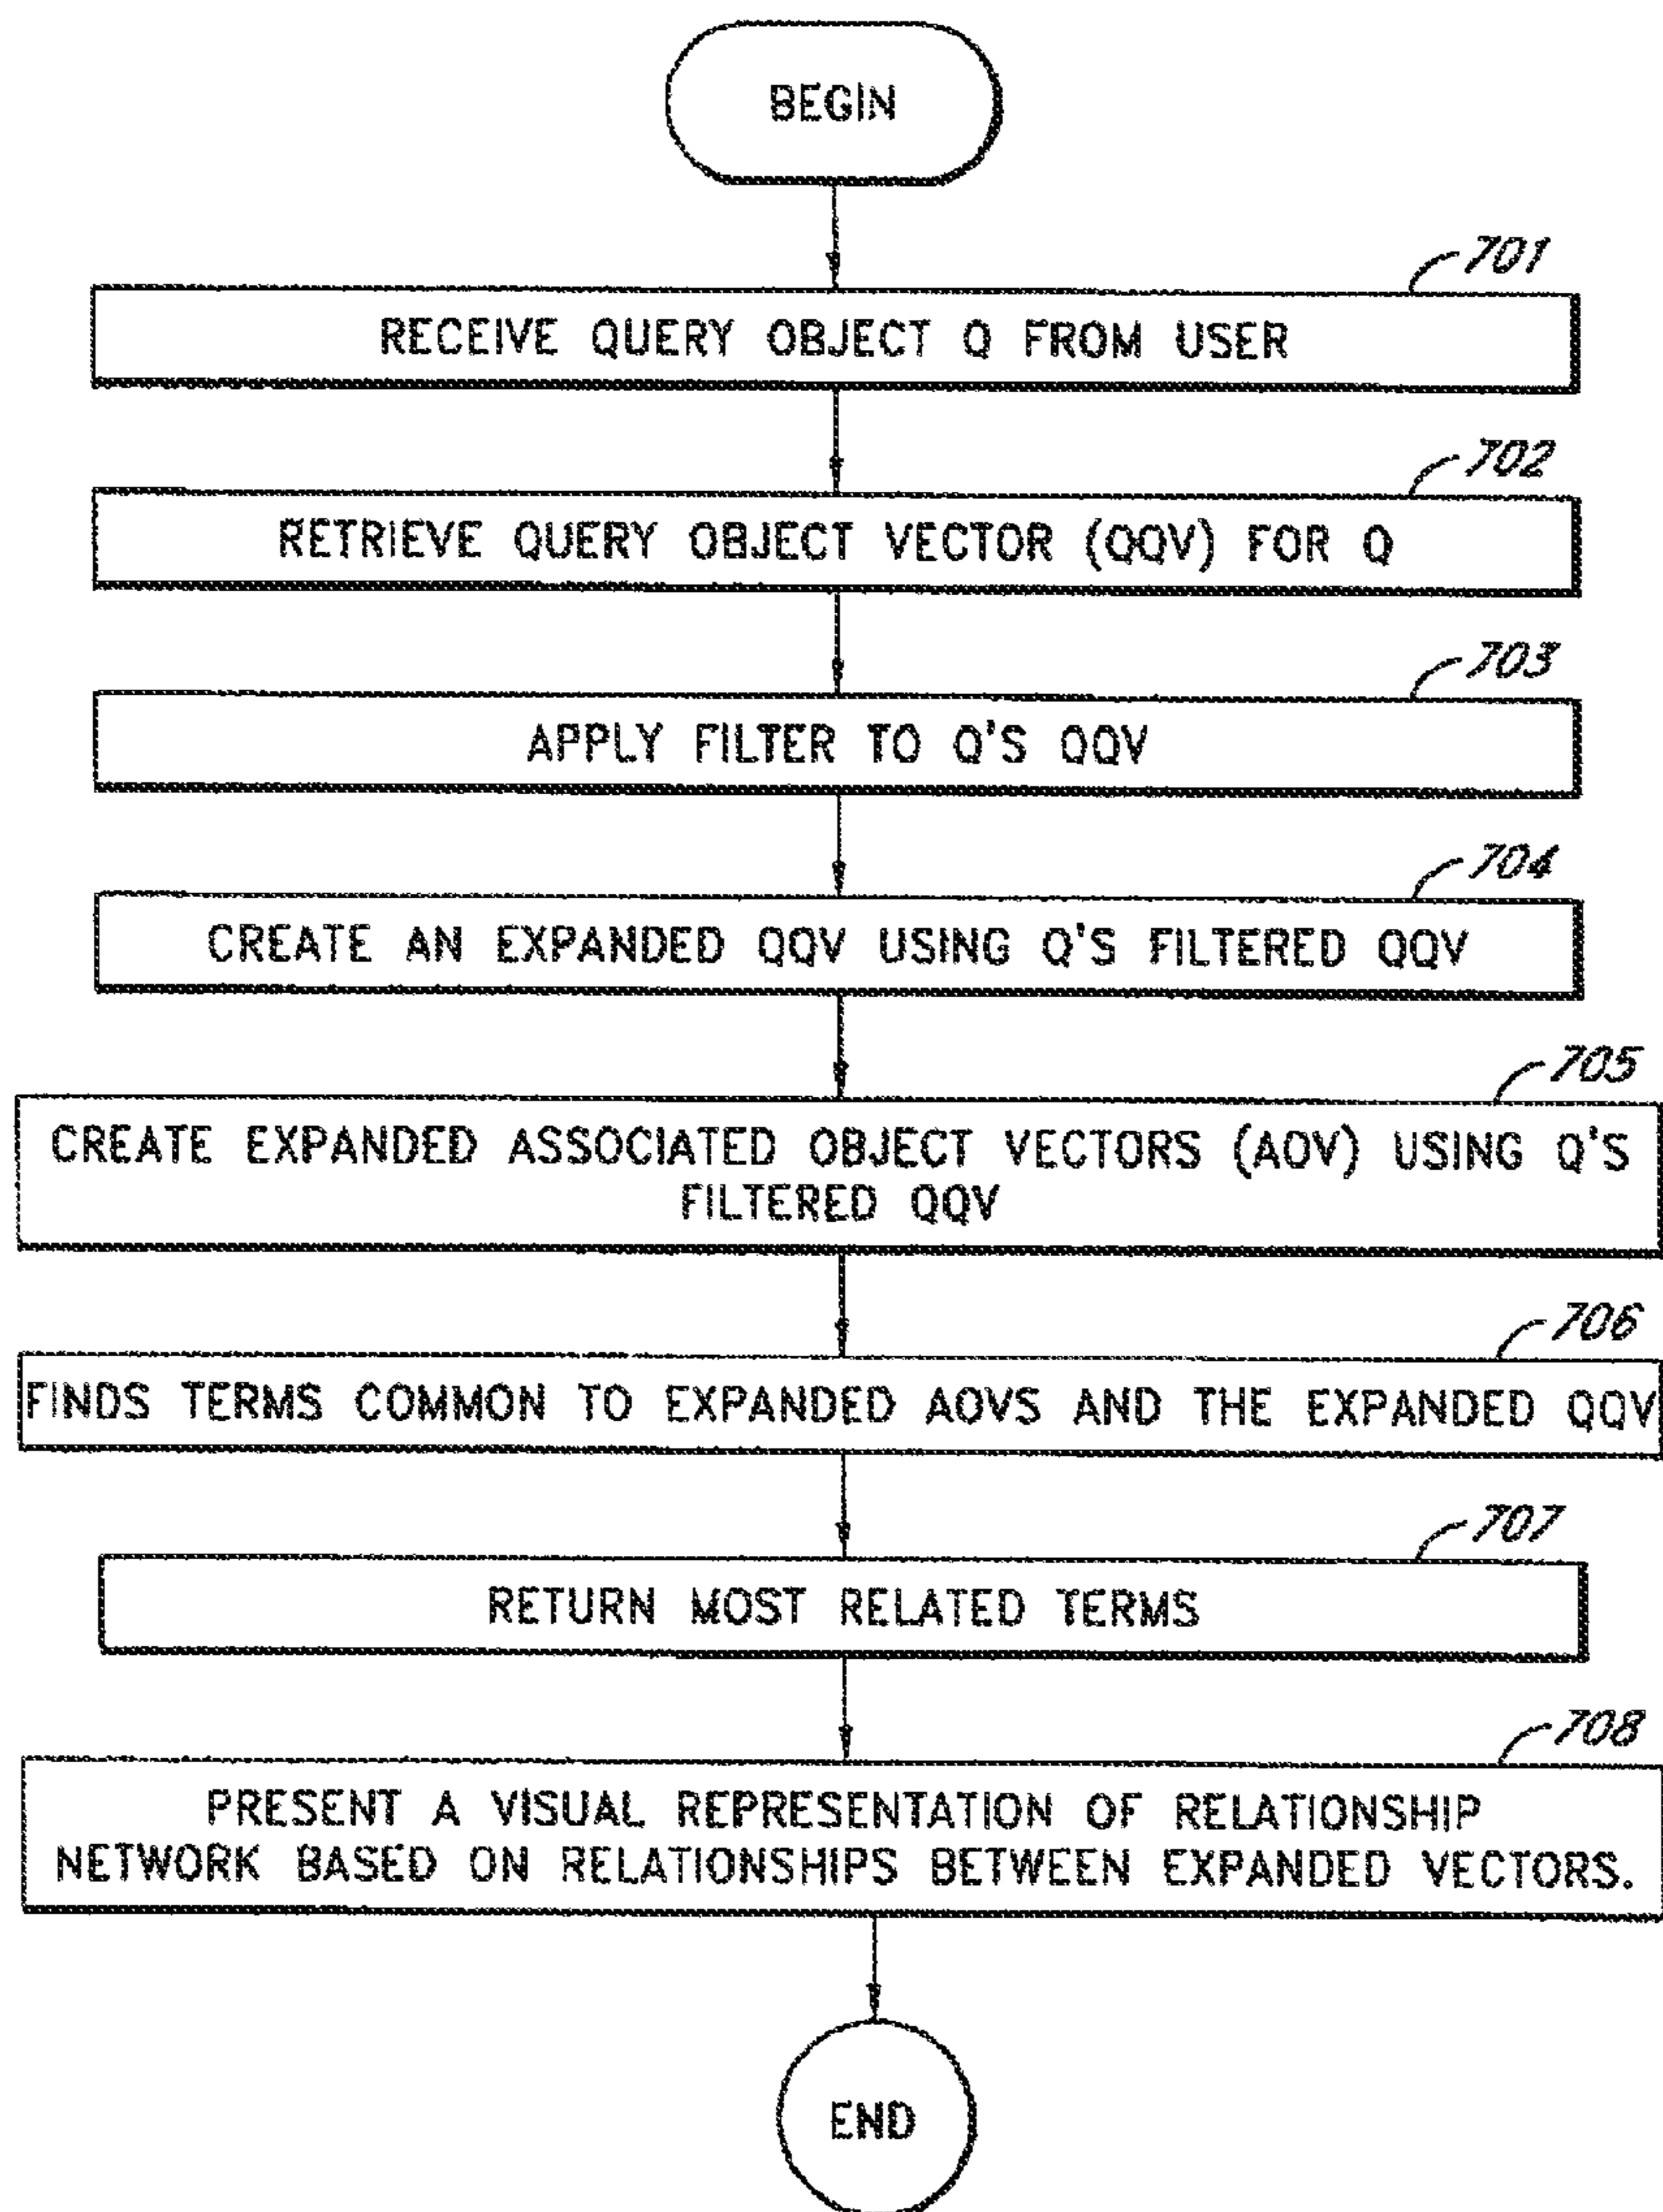 BEGIN
701
RECEIVE QUERY OBJECT Q FROM USER
702
RETRIEVE QUERY OBJECT VECTOR (QQV) FOR Q
703
APPLY FILTER TO Q'S QQV
704
CREATE AN EXPANDED QQV USING Q'S FILTERED QQV
705
CREATE EXPANDED ASSOCIATED OBJECT VECTORS (AOV) USING Q'S
FILTERED QQV
706
FINDS TERMS COMMON TO EXPANDED AOVS AND THE EXPANDED QQV
707
RETURN MOST RELATED TERMS
708
PRESENT A VISUAL REPRESENTATION OF RELATIONSHIP
NETWORK BASED ON RELATIONSHIPS BETWEEN EXPANDED VECTORS.
END